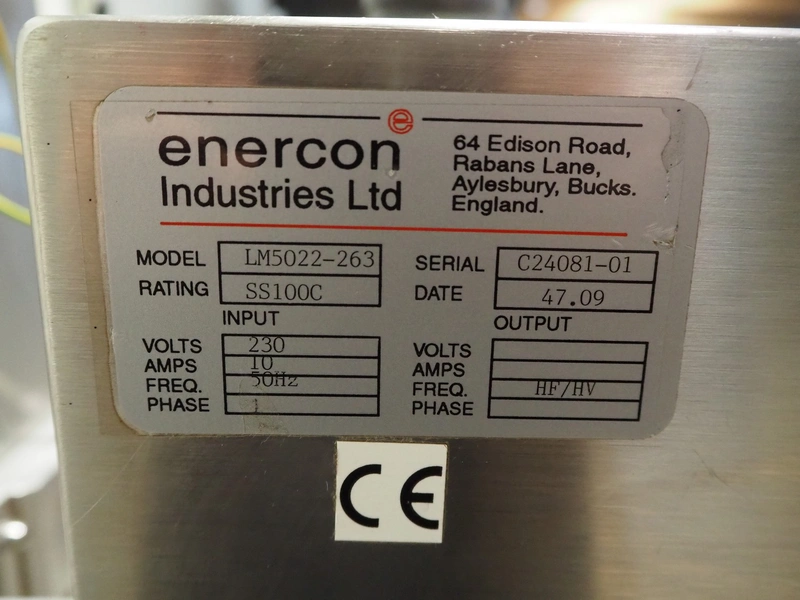 e
enercon
Industries Ltd
64 Edison Road,
Rabans Lane,
Aylesbury, Bucks.
England.
MODEL LM5022-263
RATING SS100C
SERIAL C24081-01
DATE 47.09
INPUT
VOLTS 230
AMPS 10
FREQ. 50Hz
PHASE 1
OUTPUT
VOLTS
AMPS
FREQ. HF/HV
PHASE
CE